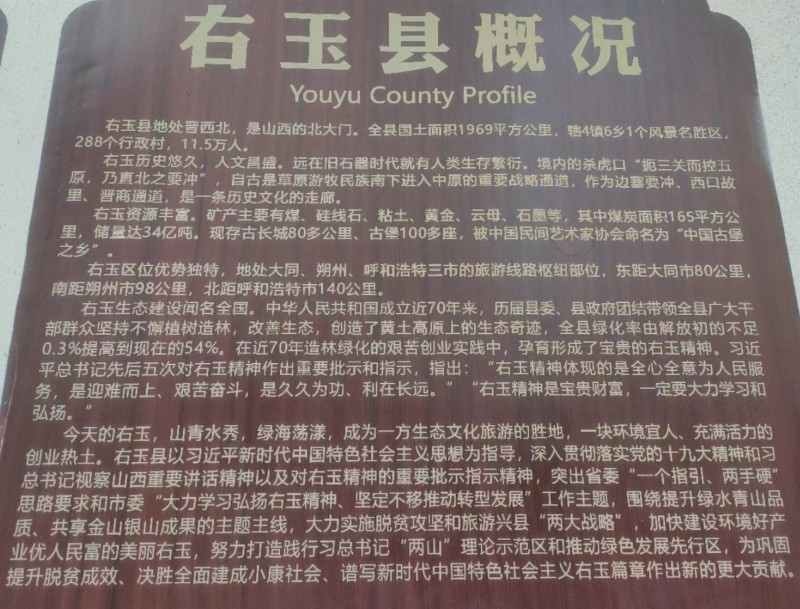 右玉县概况
Youyu County Profile
右玉县地处晋西北，是山西的北大门。全县国土面积1969平方公里，辖4镇6乡1个风景名胜区，
288个行政村，11.5万人。
右玉历史悠久，人文昌盛。远在旧石器时代就有人类生存繁衍。境内的杀虎口“扼三关而控五
原，乃直北之要冲”，自古是草原游牧民族南下进入中原的重要战略通道，作为边塞要冲、西口故
里、晋商通道，是一条历史文化的走廊。
右玉资源丰富。矿产主要有煤、硅线石、粘土、黄金、云母、石墨等，其中煤炭面积165平方公
里，储量达34亿吨。现存古长城80多公里、古堡100多座，被中国民间艺术家协会命名为“中国古堡
之乡”。
右玉区位优势独特，地处大同、朔州、呼和浩特三市的旅游线路枢纽部位，东距大同市80公里，
南距朔州市98公里，北距呼和浩特市140公里。
右玉生态建设闻名全国。中华人民共和国成立近70年来，历届县委、县政府团结带领全县广大干
部群众坚持不懈植树造林，改善生态，创造了黄土高原上的生态奇迹，全县绿化率由解放初的不足
0.3%提高到现在的54%。在近70年造林绿化的艰苦创业实践中，孕育形成了宝贵的右玉精神。习近
平总书记先后五次对右玉精神作出重要批示和指示，指出：“右玉精神体现的是全心全意为人民服
务，是迎难而上、艰苦奋斗，是久久为功、利在长远。”“右玉精神是宝贵财富，一定要大力学习和
弘扬。”
今天的右玉，山青水秀，绿海荡漾，成为一方生态文化旅游的胜地，一块环境宜人、充满活力的
创业热土。右玉县以习近平新时代中国特色社会主义思想为指导，深入贯彻落实党的十九大精神和习
总书记视察山西重要讲话精神以及对右玉精神的重要批示指示精神，突出省委“一个指引、两手硬”
思路要求和市委“大力学习弘扬右玉精神、坚定不移推动转型发展”工作主题，围绕提升绿水青山品
质、共享金山银山成果的主题主线，大力实施脱贫攻坚和旅游兴县“两大战略”，加快建设环境好产
业优人民富的美丽右玉，努力打造践行习总书记“两山”理论示范区和推动绿色发展先行区，为巩固
提升脱贫成效、决胜全面建成小康社会、谱写新时代中国特色社会主义右玉篇章作出新的更大贡献。